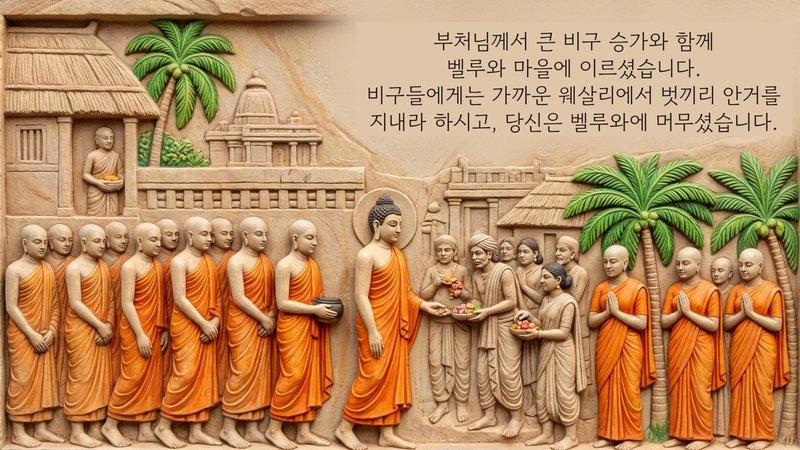 부처님께서 큰 비구 승가와 함께
벨루와 마을에 이르셨습니다.
비구들에게는 가까운 웨살리에서 벗끼리 안거를
지내라 하시고, 당신은 벨루와에 머무셨습니다.